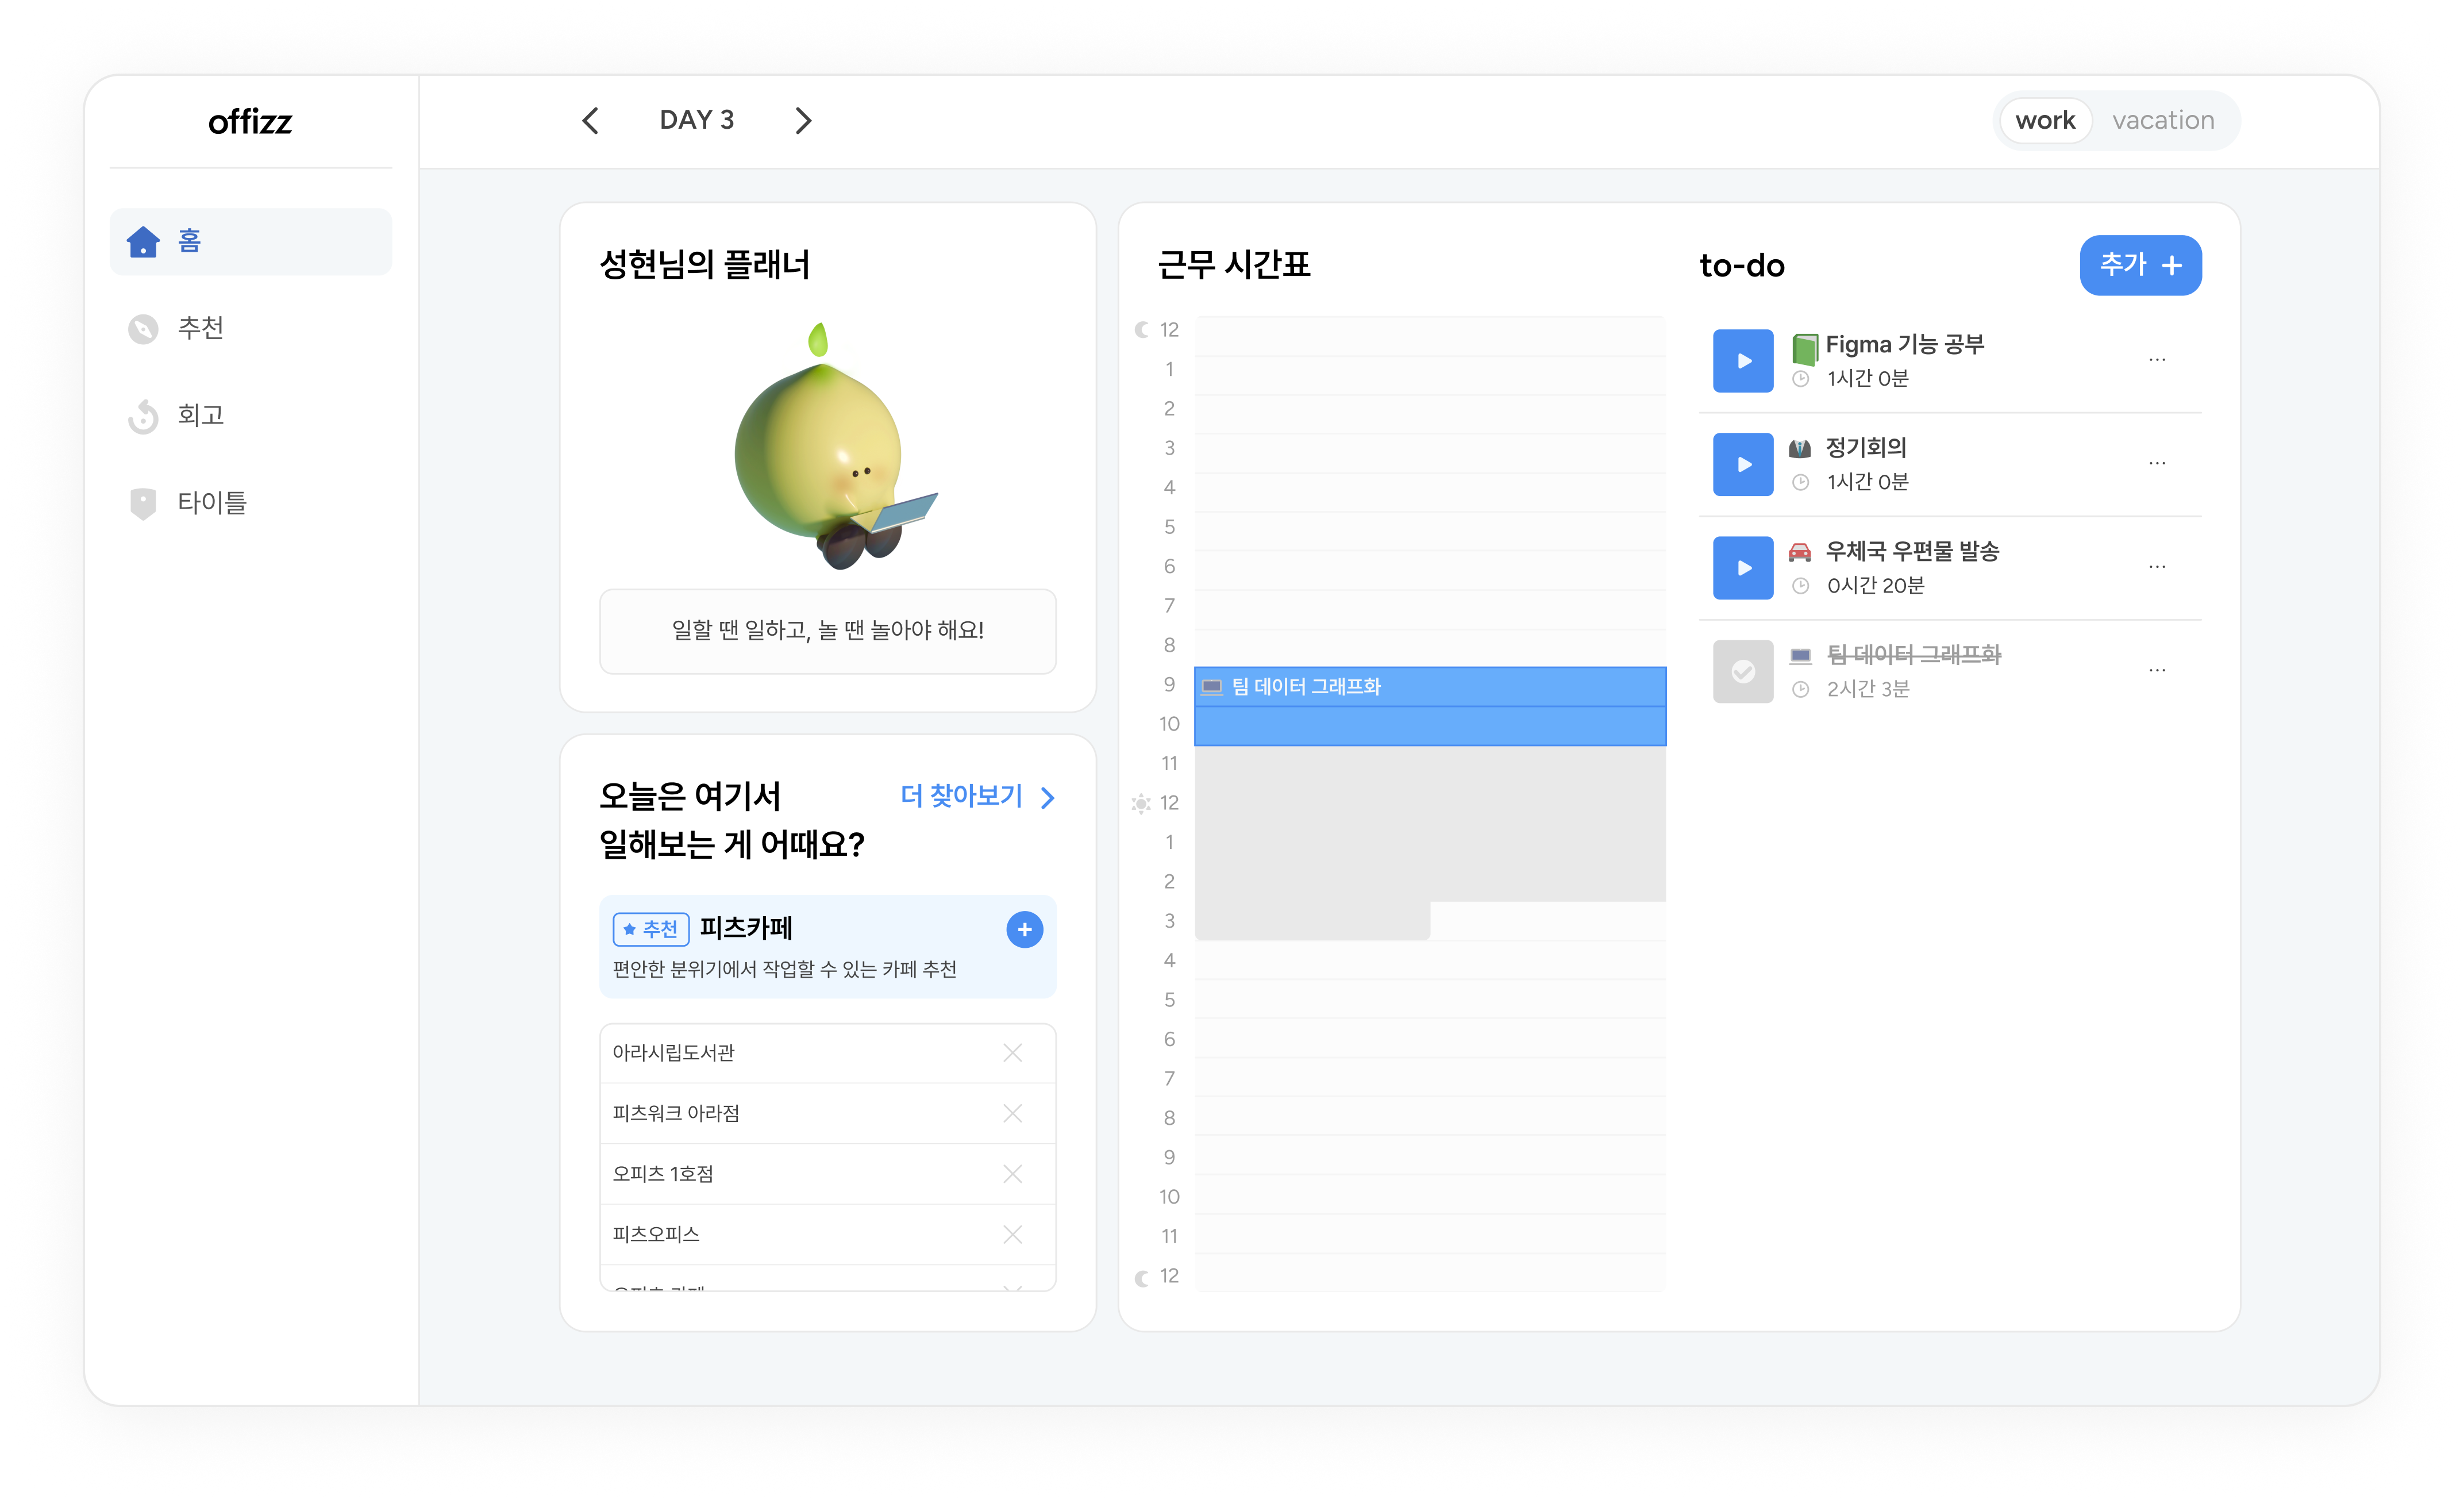 offizz
홈
추천
회고
타이틀
DAY 3
work
vacation
성현님의 플래너
일할 땐 일하고, 놀 땐 놀아야 해요!
오늘은 여기서
일해보는 게 어때요?
더 찾아보기
추천
피츠카페
편안한 분위기에서 작업할 수 있는 카페 추천
아라시립도서관
피츠워크 아라점
오피츠 1호점
피츠오피스
근무 시간표
12
1
2
3
4
5
6
7
8
9
팀 데이터 그래프화
10
11
12
1
2
3
4
5
6
7
8
9
10
11
12
to-do
추가 +
Figma 기능 공부
1시간 0분
정기회의
1시간 0분
우체국 우편물 발송
0시간 20분
팀 데이터 그래프화
2시간 3분